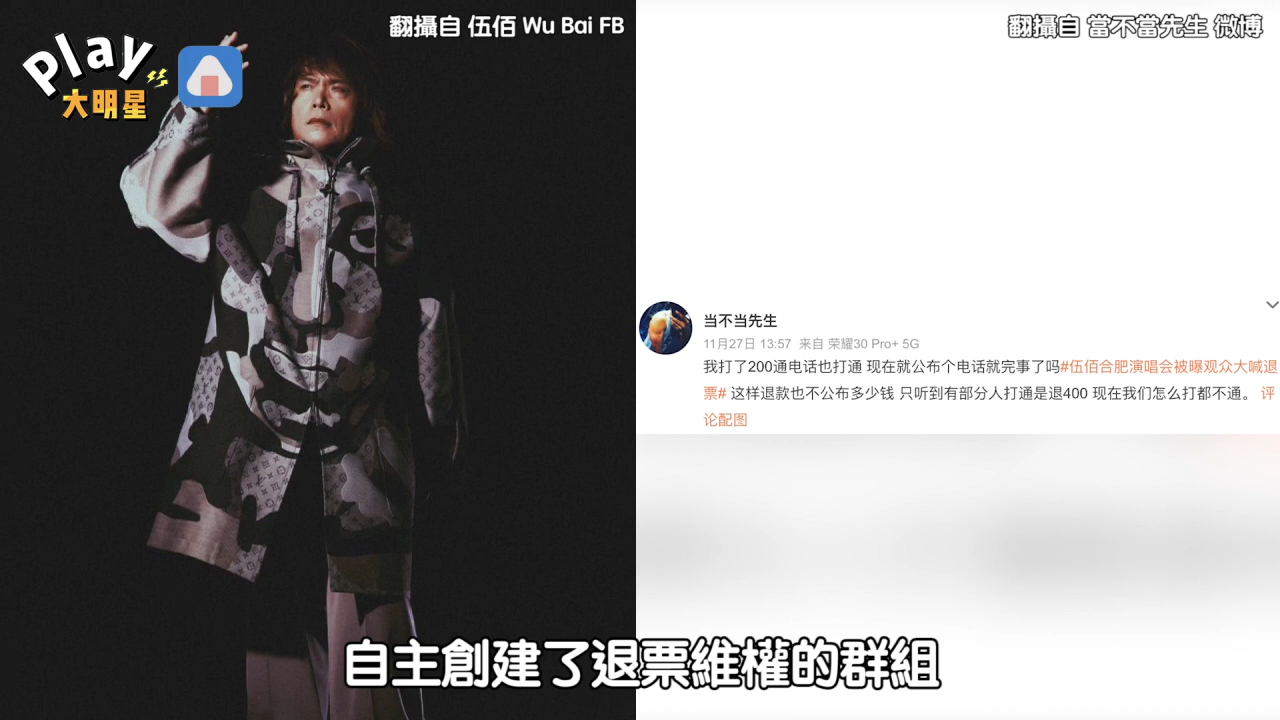 翻攝自 伍佰 Wu Bai FB
Play
大明星
翻攝自 當不當先生 微博
当不当先生
11月27日 13:57 来自 荣耀30 Pro+ 5G
我打了200通电话也打通 现在就公布个电话就完事了吗#伍佰合肥演唱会被曝观众大喊退
票# 这样退款也不公布多少钱 只听到有部分人打通是退400 现在我们怎么打都不通。 评
论配图
自主創建了退票維權的群組